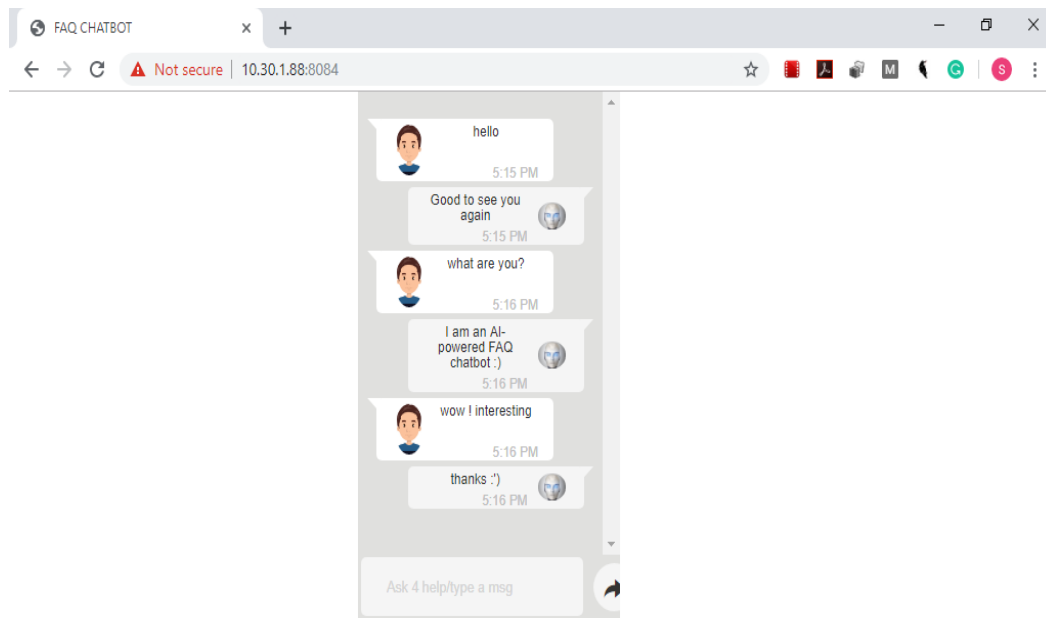 FAQ CHATBOT
Not secure | 10.30.1.88:8084
M
G
S
hello
5:15 PM
Good to see you
again
5:15 PM
what are you?
5:16 PM
I am an AI-
powered FAQ
chatbot :)
5:16 PM
wow ! interesting
5:16 PM
thanks :')
5:16 PM
Ask 4 help/type a msg